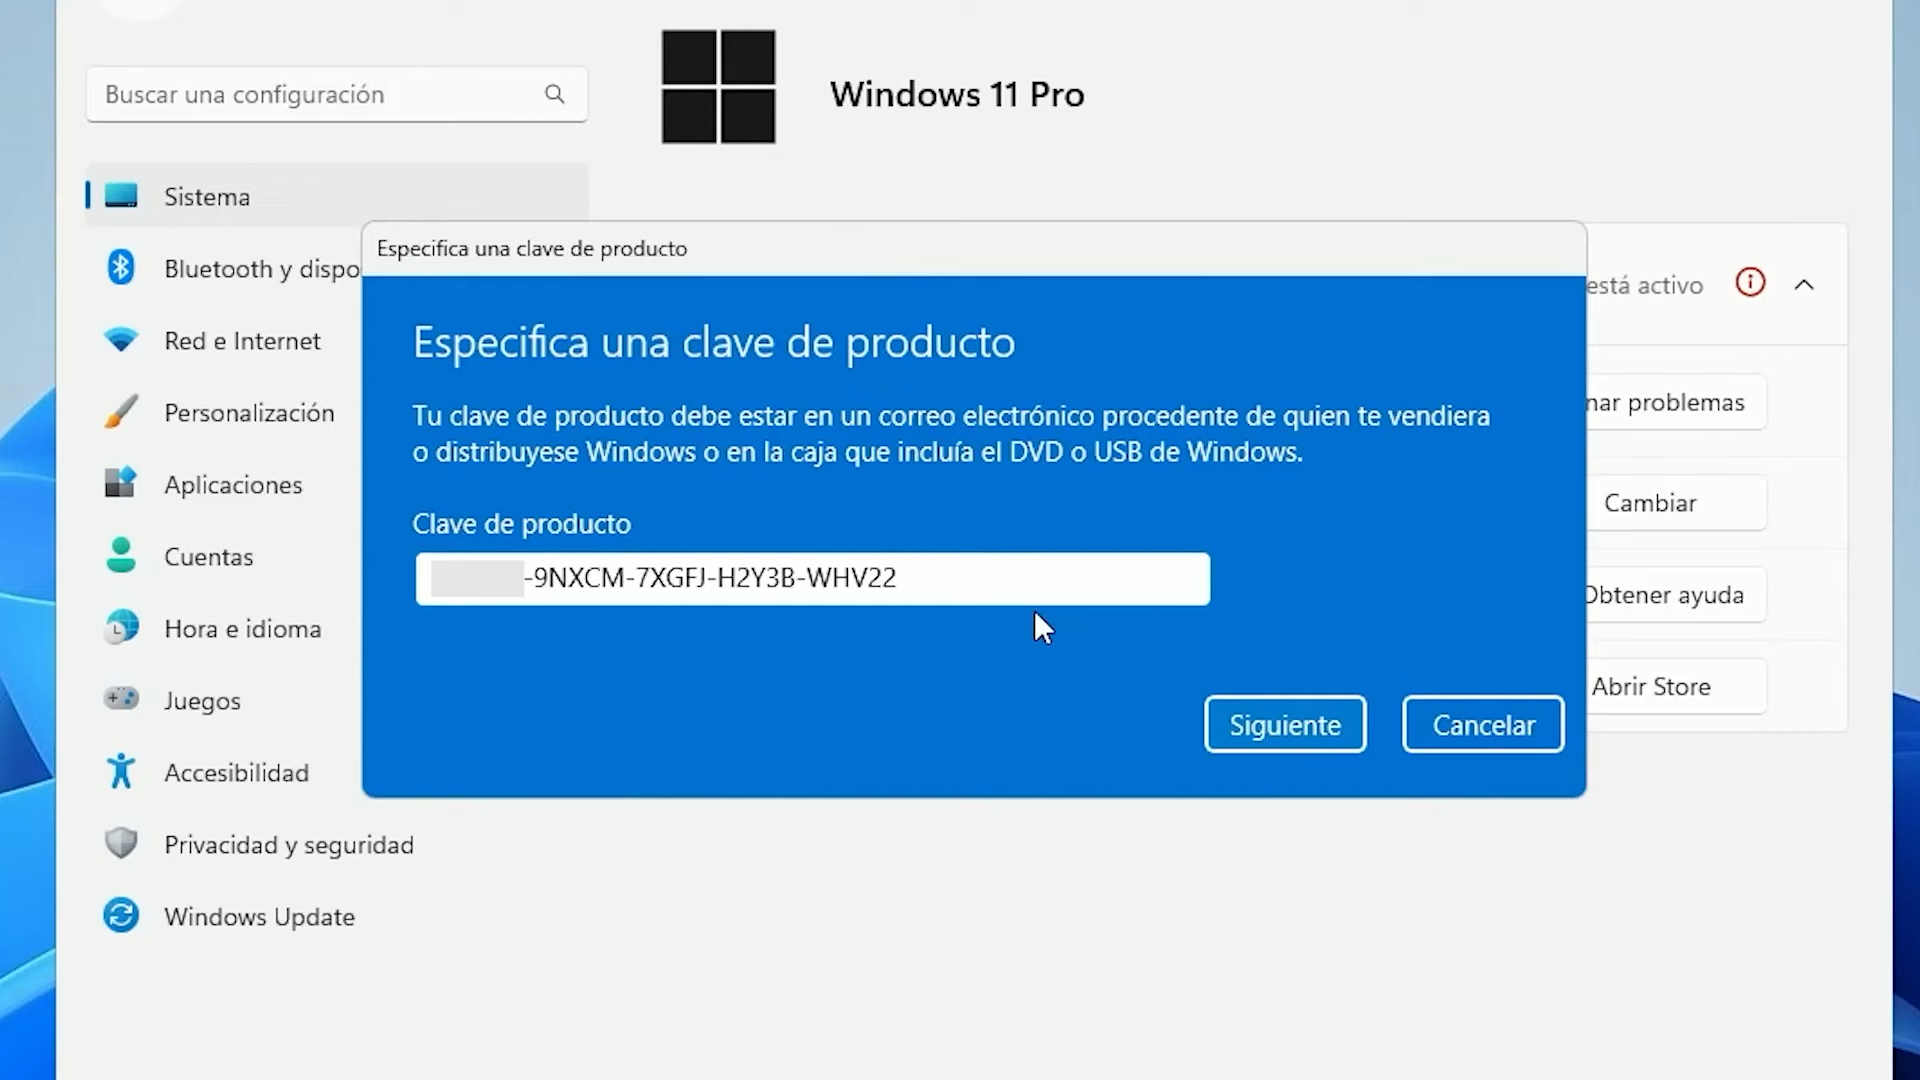 Buscar una configuración
Windows 11 Pro
Sistema
Bluetooth y dispo
Red e Internet
Personalización
Aplicaciones
Cuentas
Hora e idioma
Juegos
Accesibilidad
Privacidad y seguridad
Windows Update
Especifica una clave de producto
Especifica una clave de producto
Tu clave de producto debe estar en un correo electrónico procedente de quien te vendiera
o distribuyese Windows o en la caja que incluía el DVD o USB de Windows.
Clave de producto
-9NXCM-7XGFJ-H2Y3B-WHV22
Siguiente
Cancelar
está activo
nar problemas
Cambiar
Obtener ayuda
Abrir Store